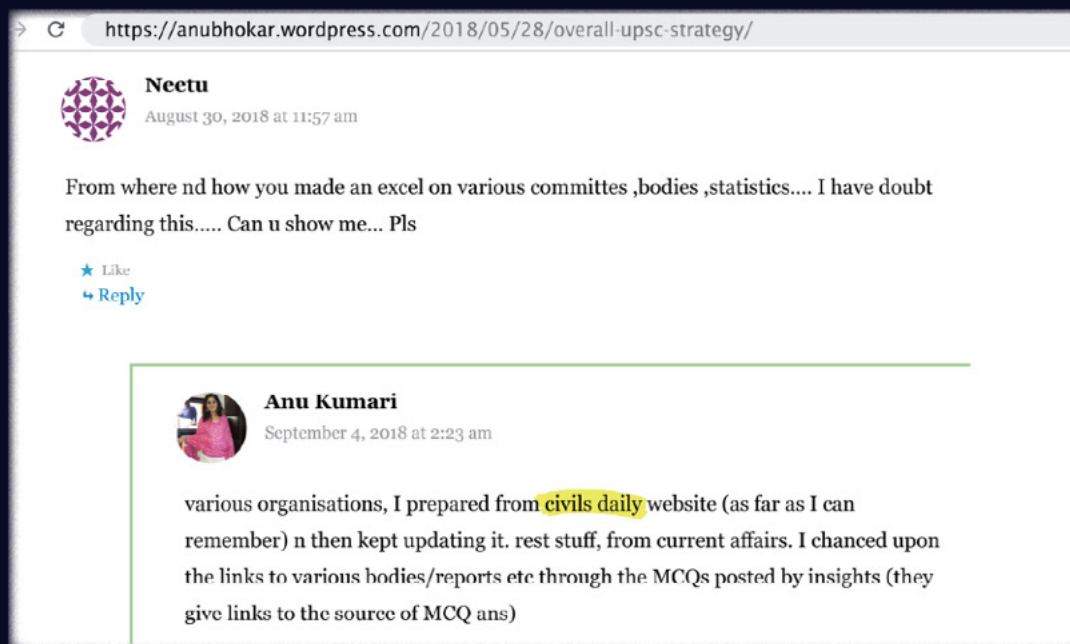 https://anubhokar.wordpress.com/2018/05/28/overall-upsc-strategy/
Neetu
August 30, 2018 at 11:57 am
From where nd how you made an excel on various committes ,bodies ,statistics.... I have doubt
regarding this..... Can u show me... Pls
Like
Reply
Anu Kumari
September 4, 2018 at 2:23 am
various organisations, I prepared from civils daily website (as far as I can
remember) n then kept updating it. rest stuff, from current affairs. I chanced upon
the links to various bodies/reports etc through the MCQs posted by insights (they
give links to the source of MCQ ans)